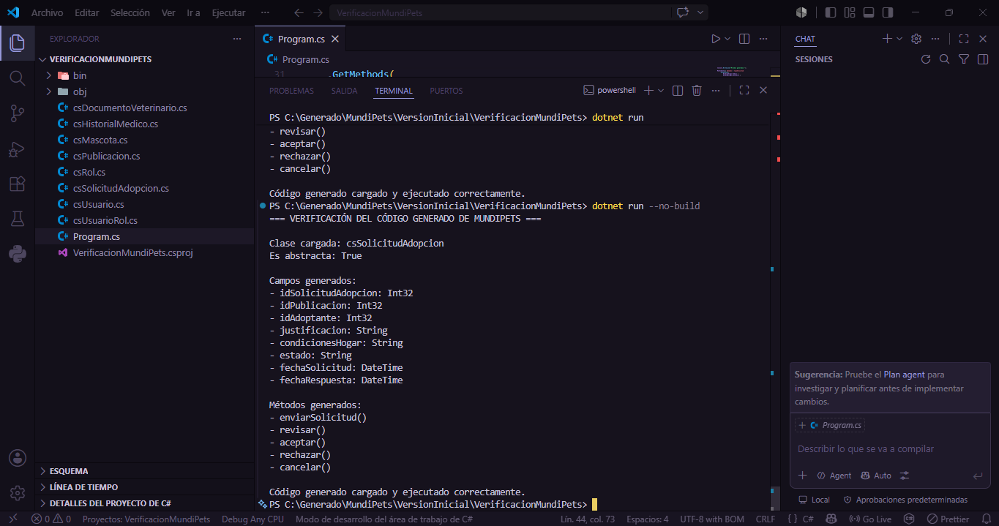 Archivo Editar Selección Ver Ir a Ejecutar ··· VerificacionMundiPets
EXPLORADOR ···
VERIFICACIONMUNDIPETS
bin
obj
C# csDocumentoVeterinario.cs
C# csHistorialMedico.cs
C# csMascota.cs
C# csPublicacion.cs
C# csRol.cs
C# csSolicitudAdopcion.cs
C# csUsuario.cs
C# csUsuarioRol.cs
C# Program.cs
VerificacionMundiPets.csproj
ESQUEMA
LÍNEA DE TIEMPO
DETALLES DEL PROYECTO DE C#
C# Program.cs
C# Program.cs
31 .GetMethods(
PROBLEMAS SALIDA TERMINAL PUERTOS powershell
PS C:\Generado\MundiPets\VersionInicial\VerificacionMundiPets> dotnet run
- revisar()
- aceptar()
- rechazar()
- cancelar()
Código generado cargado y ejecutado correctamente.
PS C:\Generado\MundiPets\VersionInicial\VerificacionMundiPets> dotnet run --no-build
=== VERIFICACIÓN DEL CÓDIGO GENERADO DE MUNDIPETS ===
Clase cargada: csSolicitudAdopcion
Es abstracta: True
Campos generados:
- idSolicitudAdopcion: Int32
- idPublicacion: Int32
- idAdoptante: Int32
- justificacion: String
- condicionesHogar: String
- estado: String
- fechaSolicitud: DateTime
- fechaRespuesta: DateTime
Métodos generados:
- enviarSolicitud()
- revisar()
- aceptar()
- rechazar()
- cancelar()
Código generado cargado y ejecutado correctamente.
PS C:\Generado\MundiPets\VersionInicial\VerificacionMundiPets>
CHAT
SESIONES
Sugerencia: Pruebe el Plan agent para
investigar y planificar antes de implementar
cambios.
+ C# Program.cs
Describir lo que se va a compilar
+ Agent Auto
Local Aprobaciones predeterminadas
0 0 Proyectos: VerificacionMundiPets Debug Any CPU Modo de desarrollo del área de trabajo de C# Lín. 44, col. 73 Espacios: 4 UTF-8 with BOM CRLF { } C# Go Live Prettier